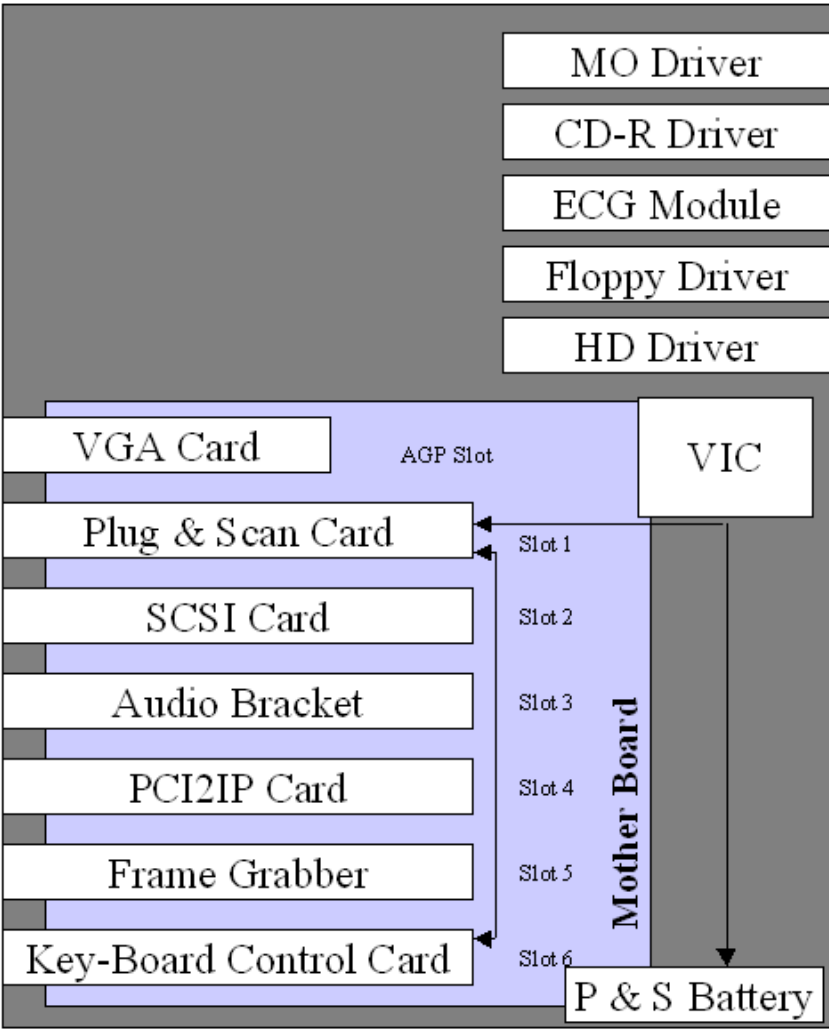 MO Driver
CD-R Driver
ECG Module
Floppy Driver
HD Driver
VGA Card
AGP Slot
VIC
Plug & Scan Card
Slot 1
SCSI Card
Slot 2
Audio Bracket
Slot 3
PCI2IP Card
Slot 4
Frame Grabber
Slot 5
Key-Board Control Card
Slot 6
Mother Board
P & S Battery